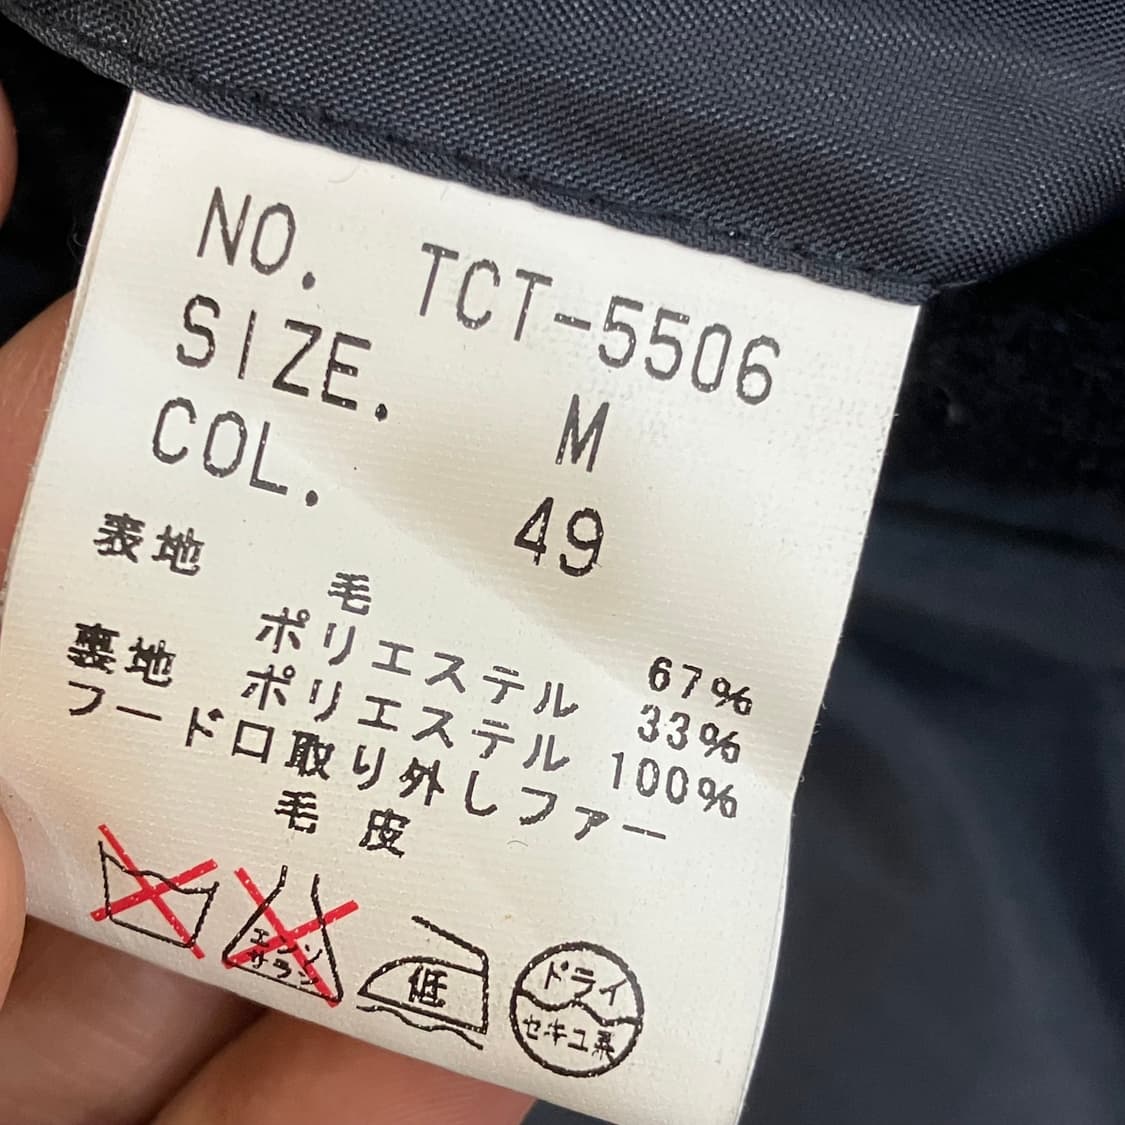 NO. TCT-5506
SIZE. M
COL. 49
表地 毛 67%
ポリエステル 33%
裏地 ポリエステル 100%
フード口取り外しファー
毛皮
エンソ
サラシ
低
ドライ
セキユ系